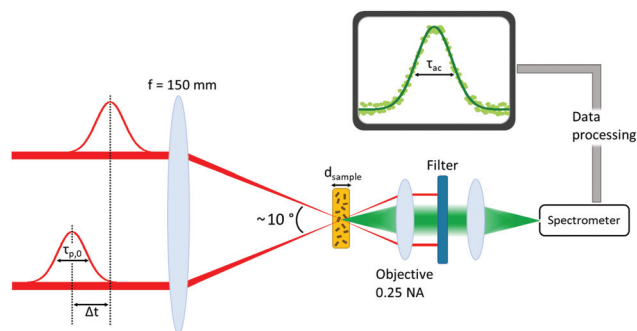 τac
f = 150 mm
Data
processing
dsample
Filter
~10 °
Spectrometer
τp,0
Objective
0.25 NA
Δt